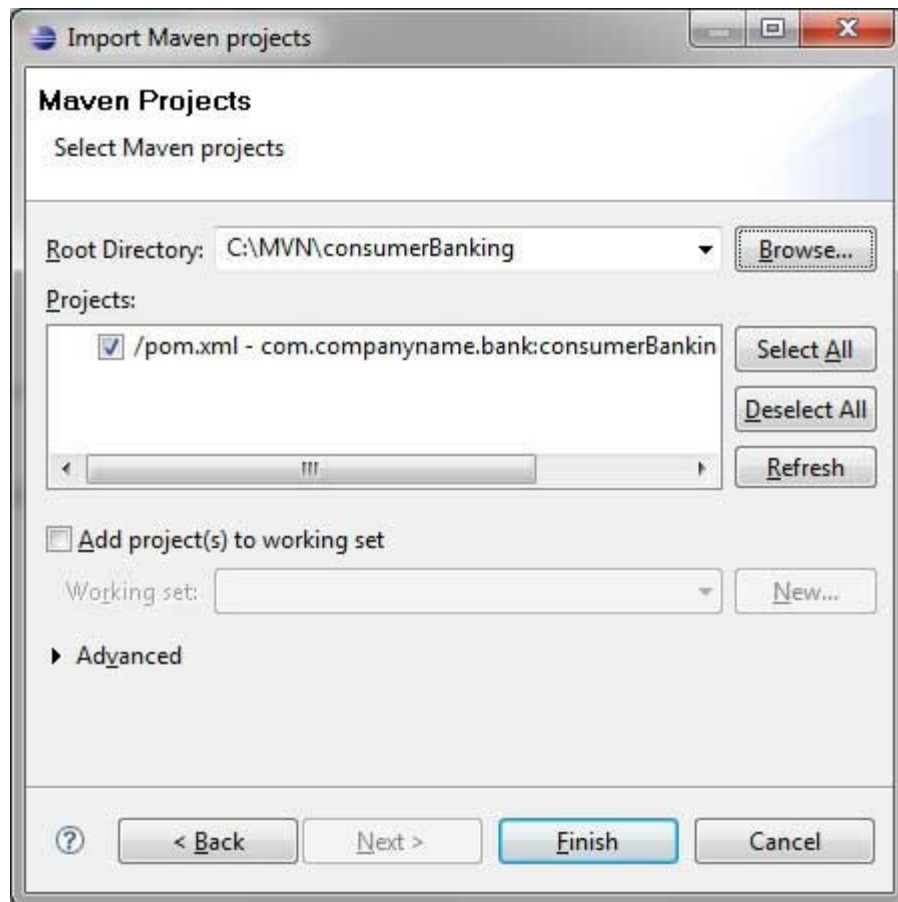 Import Maven projects
Maven Projects
Select Maven projects
Root Directory: C:\MVN\consumerBanking Browse...
Projects:
/pom.xml - com.companyname.bank:consumerBankin Select All
Deselect All
Refresh
Add project(s) to working set
Working set: New...
Advanced
? < Back Next > Finish Cancel